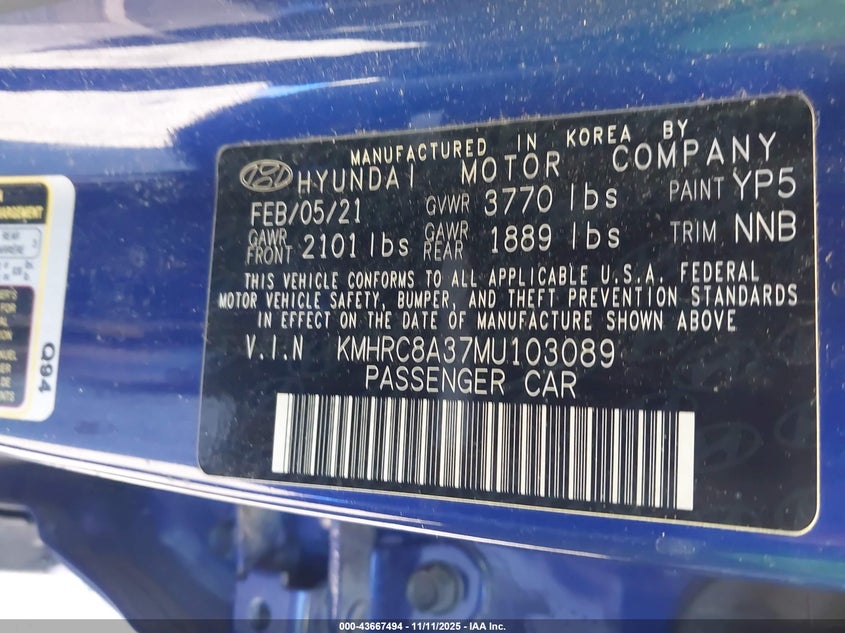 MANUFACTURED IN KOREA BY
HYUNDAI MOTOR COMPANY
FEB/05/21 GVWR 3770 lbs PAINT YP5
GAWR FRONT 2101 lbs GAWR REAR 1889 lbs TRIM NNB
THIS VEHICLE CONFORMS TO ALL APPLICABLE U.S.A. FEDERAL
MOTOR VEHICLE SAFETY, BUMPER, AND THEFT PREVENTION STANDARDS
IN EFFECT ON THE DATE OF MANUFACTURE SHOWN ABOVE
V.I.N KMHRC8A37MU103089
PASSENGER CAR
REAR
Q94
000-43667494 - 11/11/2025 - IAA Inc.